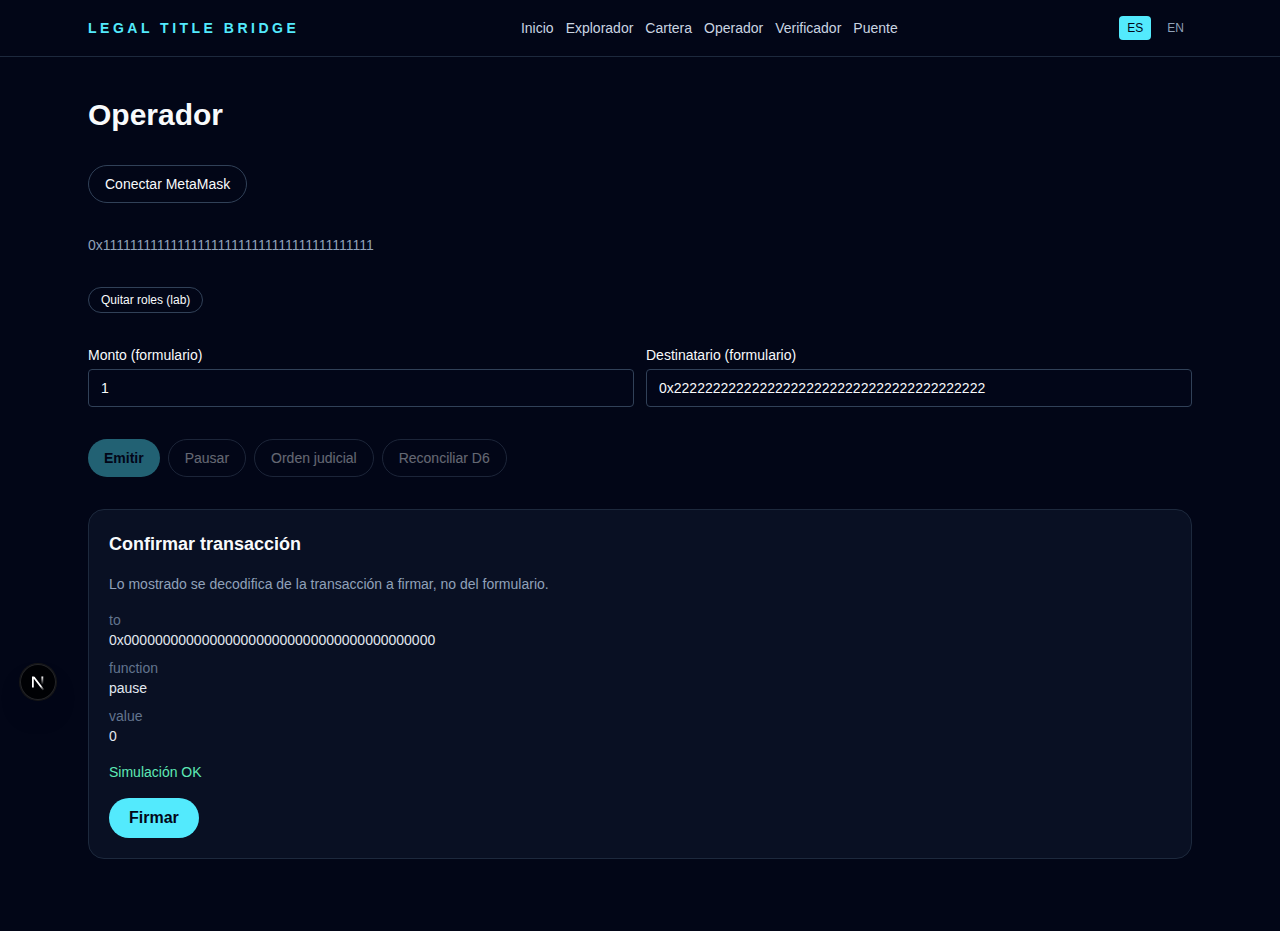 LEGAL TITLE BRIDGE
Inicio Explorador Cartera Operador Verificador Puente
ES EN
Operador
Conectar MetaMask
0x1111111111111111111111111111111111111111
Quitar roles (lab)
Monto (formulario) Destinatario (formulario)
1 0x2222222222222222222222222222222222222222
Emitir Pausar Orden judicial Reconciliar D6
Confirmar transacción
Lo mostrado se decodifica de la transacción a firmar, no del formulario.
to
0x0000000000000000000000000000000000000000
function
pause
value
0
Simulación OK
Firmar